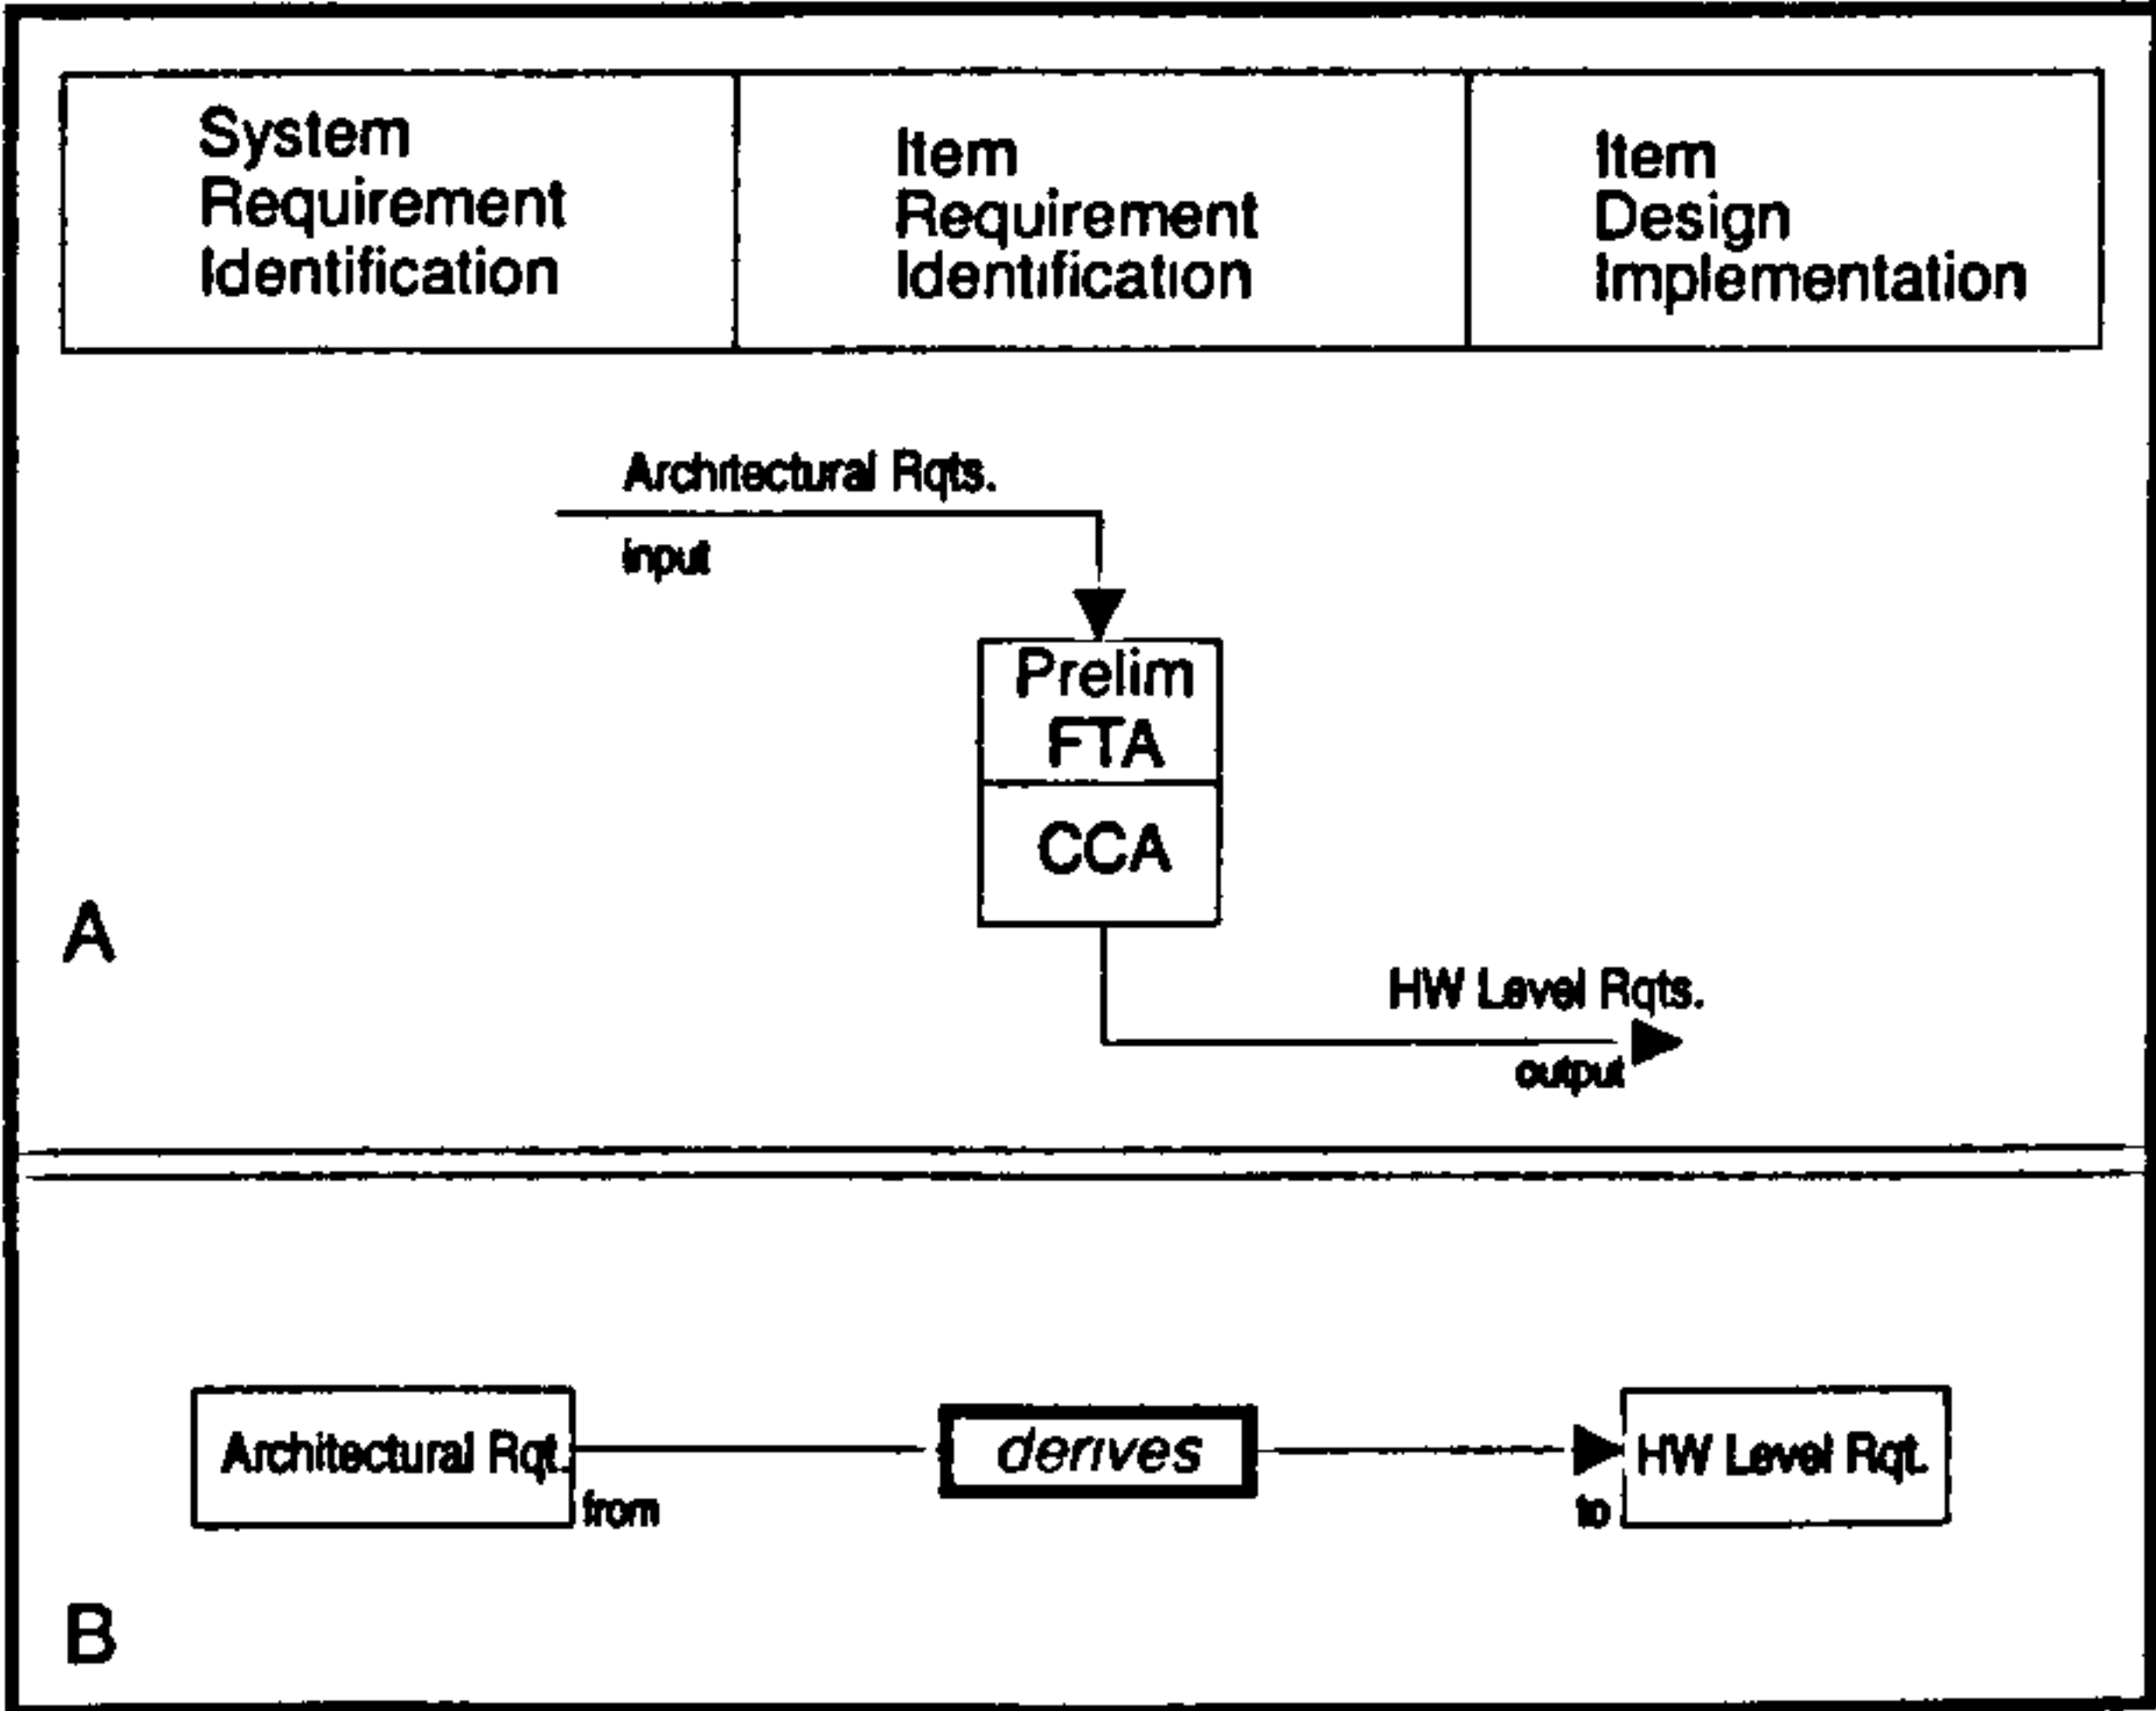 System
Requirement
Identification
Item
Requirement
Identification
Item
Design
Implementation
Architectural Rqts.
input
Prelim
FTA
CCA
A
HW Level Rqts.
output
Architectural Rqt.
from
derives
to
HW Level Rqt.
B